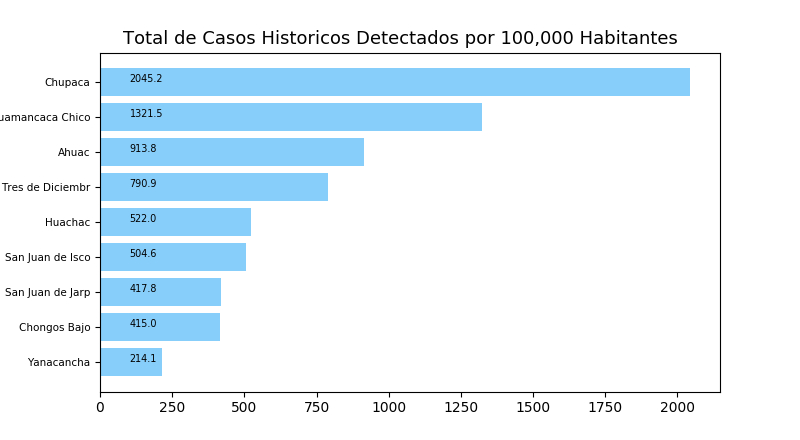 Total de Casos Historicos Detectados por 100,000 Habitantes
Chupaca 2045.2
uamancaca Chico 1321.5
Ahuac 913.8
Tres de Diciembr 790.9
Huachac 522.0
San Juan de Isco 504.6
San Juan de Jarp 417.8
Chongos Bajo 415.0
Yanacancha 214.1
0 250 500 750 1000 1250 1500 1750 2000